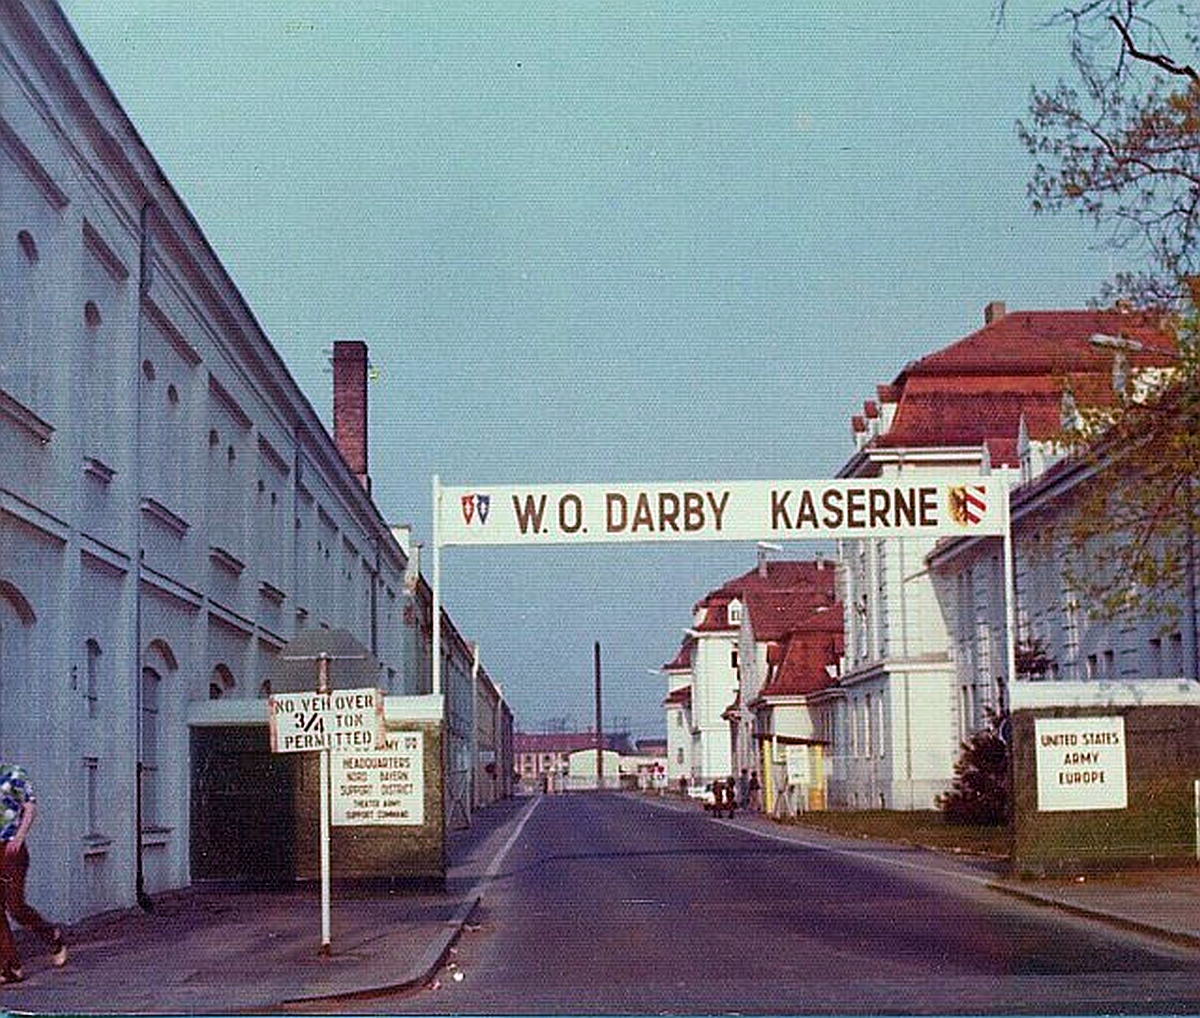 W. O. DARBY KASERNE
NO VEH OVER
3/4 TON
PERMITTED
HEADQUARTERS
NORD BAYERN
SUPPORT DISTRICT
THEATER ARMY
SUPPORT COMMAND
UNITED STATES
ARMY
EUROPE